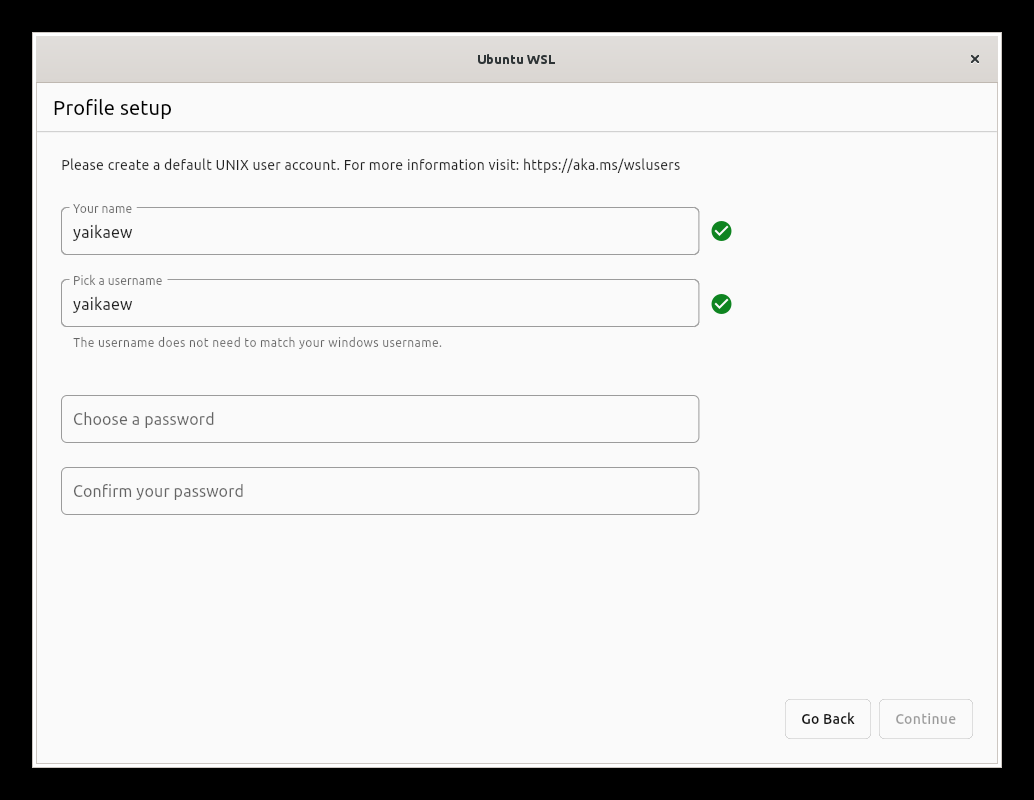 Ubuntu WSL
Profile setup
Please create a default UNIX user account. For more information visit: https://aka.ms/wslusers
Your name
yaikaew
Pick a username
yaikaew
The username does not need to match your windows username.
Choose a password
Confirm your password
Go Back
Continue